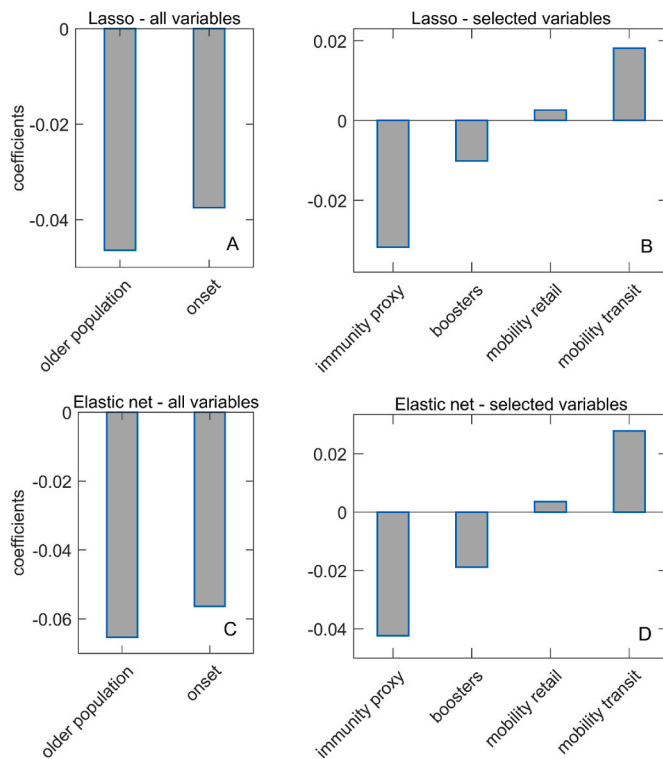 Lasso - all variables
0
-0.02
-0.04
coefficients
A
older population
onset
Lasso - selected variables
0.02
0
-0.02
B
immunity proxy
boosters
mobility retail
mobility transit
Elastic net - all variables
0
-0.02
-0.04
-0.06
coefficients
C
older population
onset
Elastic net - selected variables
0.02
0
-0.02
-0.04
D
immunity proxy
boosters
mobility retail
mobility transit